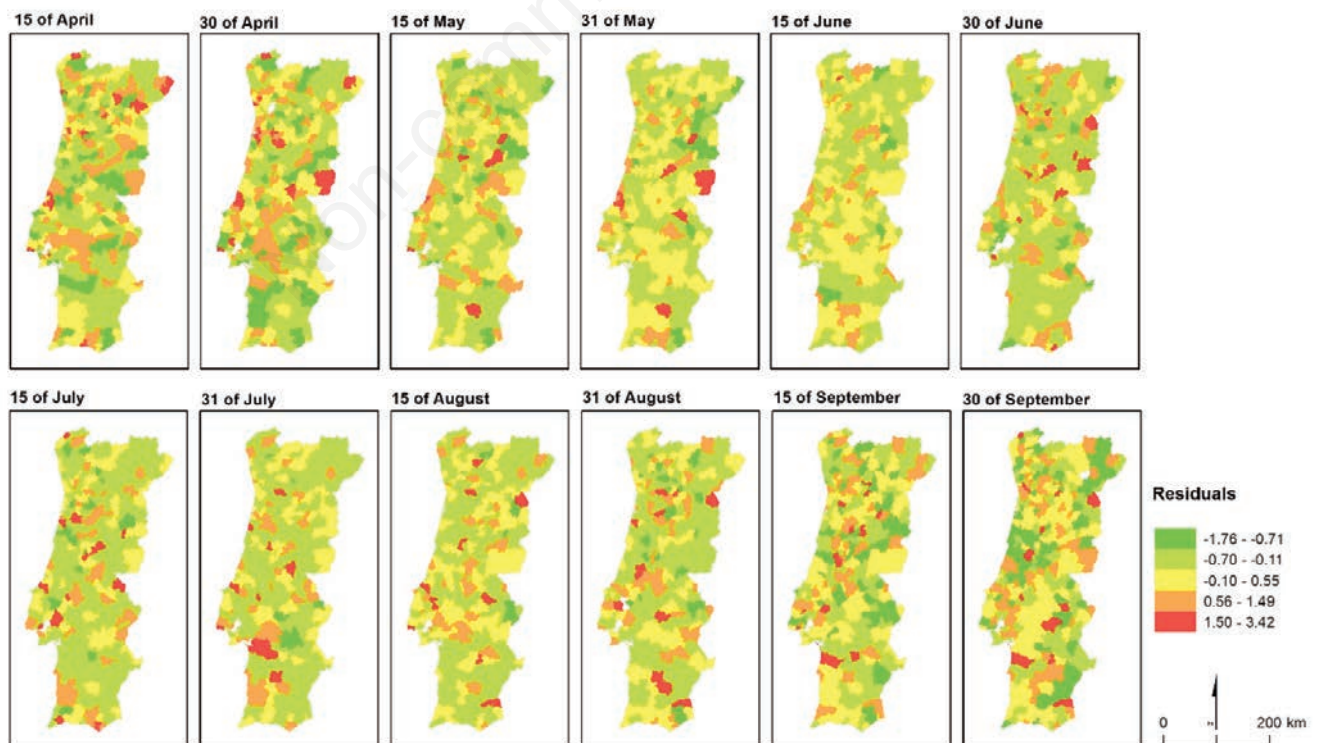 15 of April
30 of April
15 of May
31 of May
15 of June
30 of June
15 of July
31 of July
15 of August
31 of August
15 of September
30 of September
Residuals
-1.76 - -0.71
-0.70 - -0.11
-0.10 - 0.55
0.56 - 1.49
1.50 - 3.42
0
200 km
non-comm